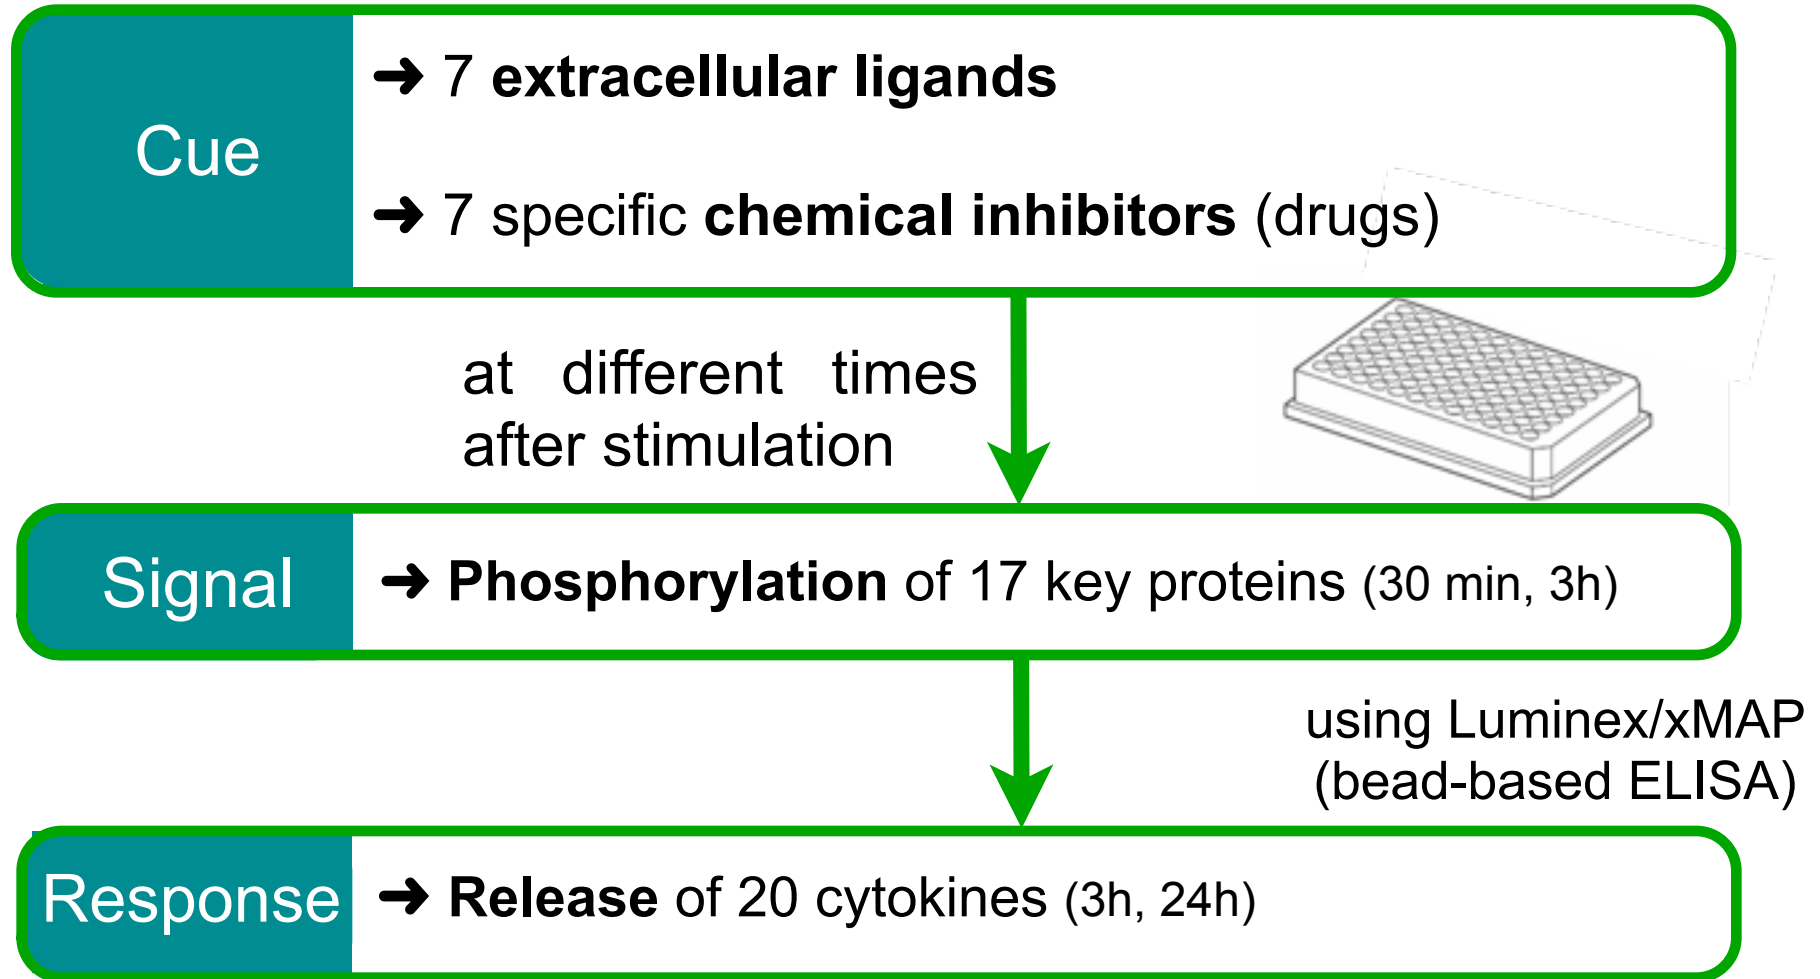 Cue
➜ 7 extracellular ligands
➜ 7 specific chemical inhibitors (drugs)
at different times
after stimulation
Signal
➜ Phosphorylation of 17 key proteins (30 min, 3h)
using Luminex/xMAP
(bead-based ELISA)
Response
➜ Release of 20 cytokines (3h, 24h)